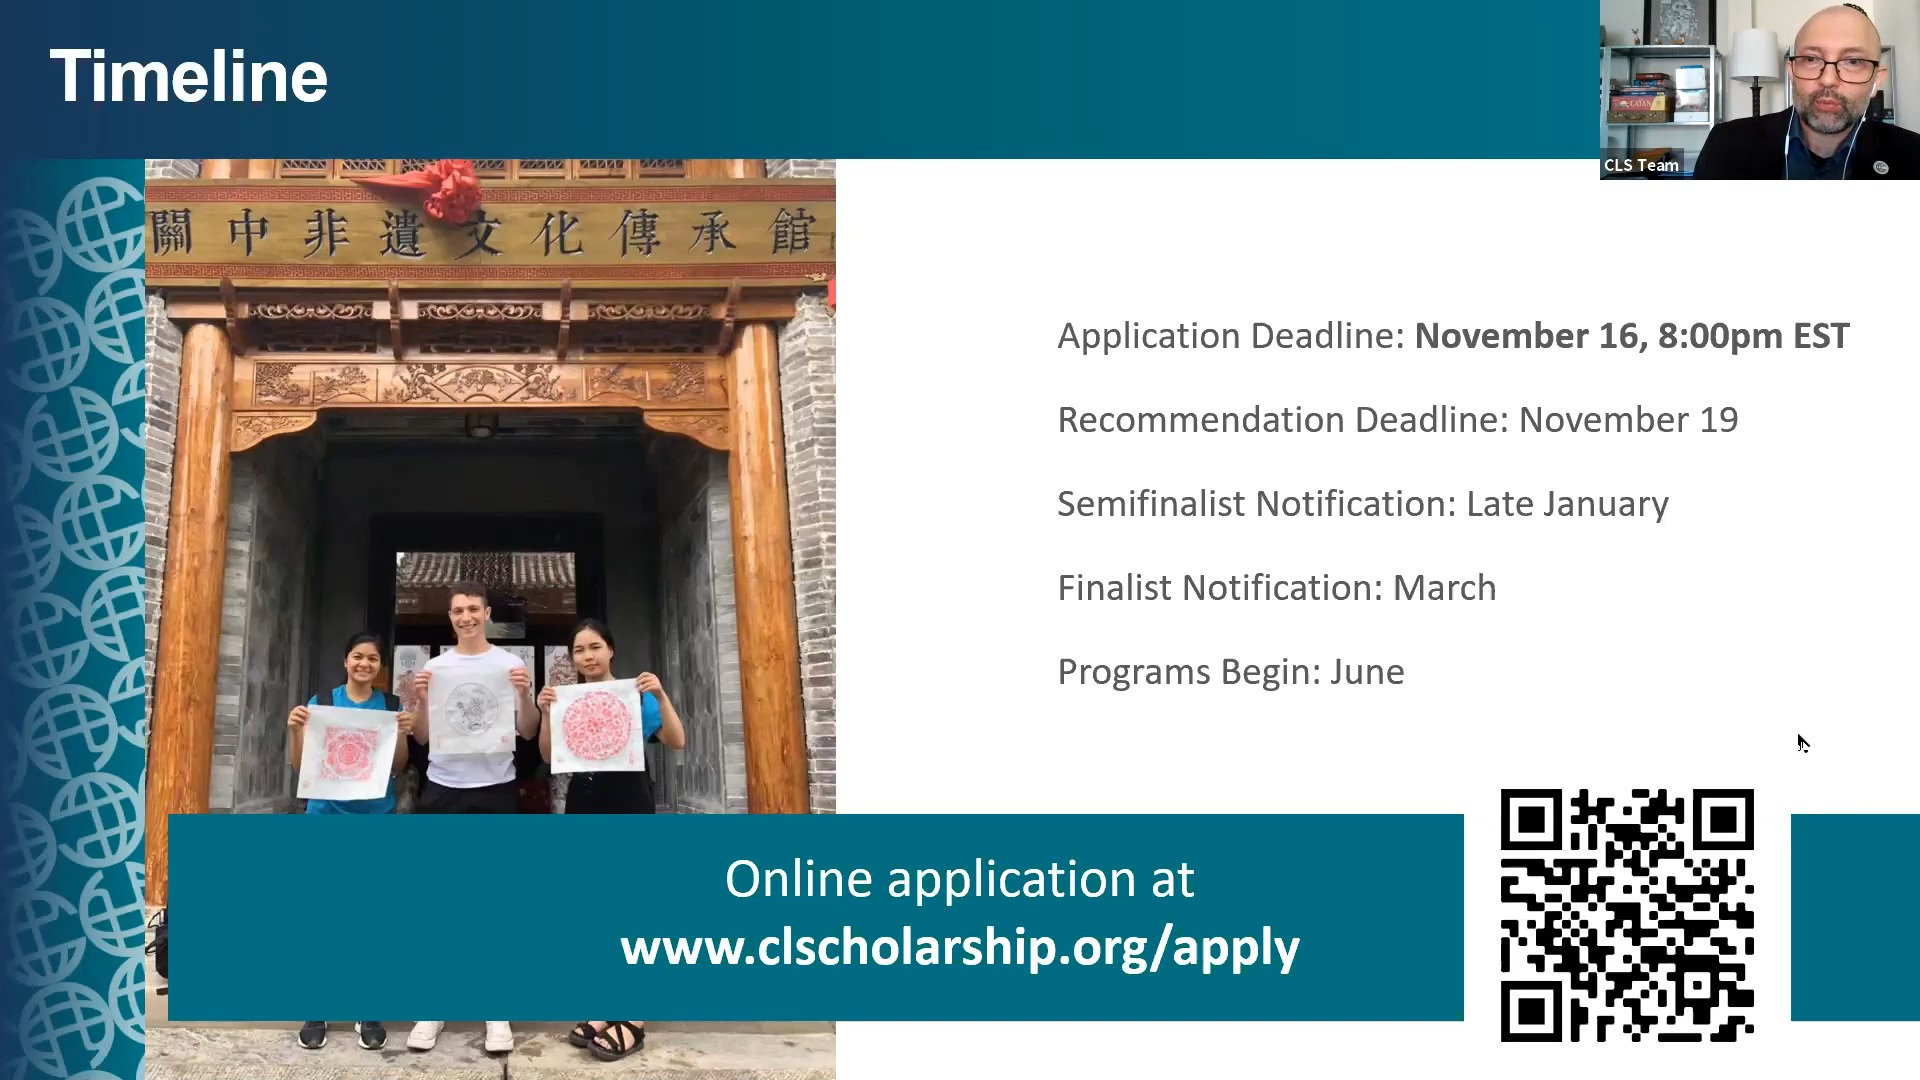 Timeline
CLS Team
CATAN
關中非遺文化傳承館
Application Deadline: November 16, 8:00pm EST
Recommendation Deadline: November 19
Semifinalist Notification: Late January
Finalist Notification: March
Programs Begin: June
Online application at
www.clscholarship.org/apply